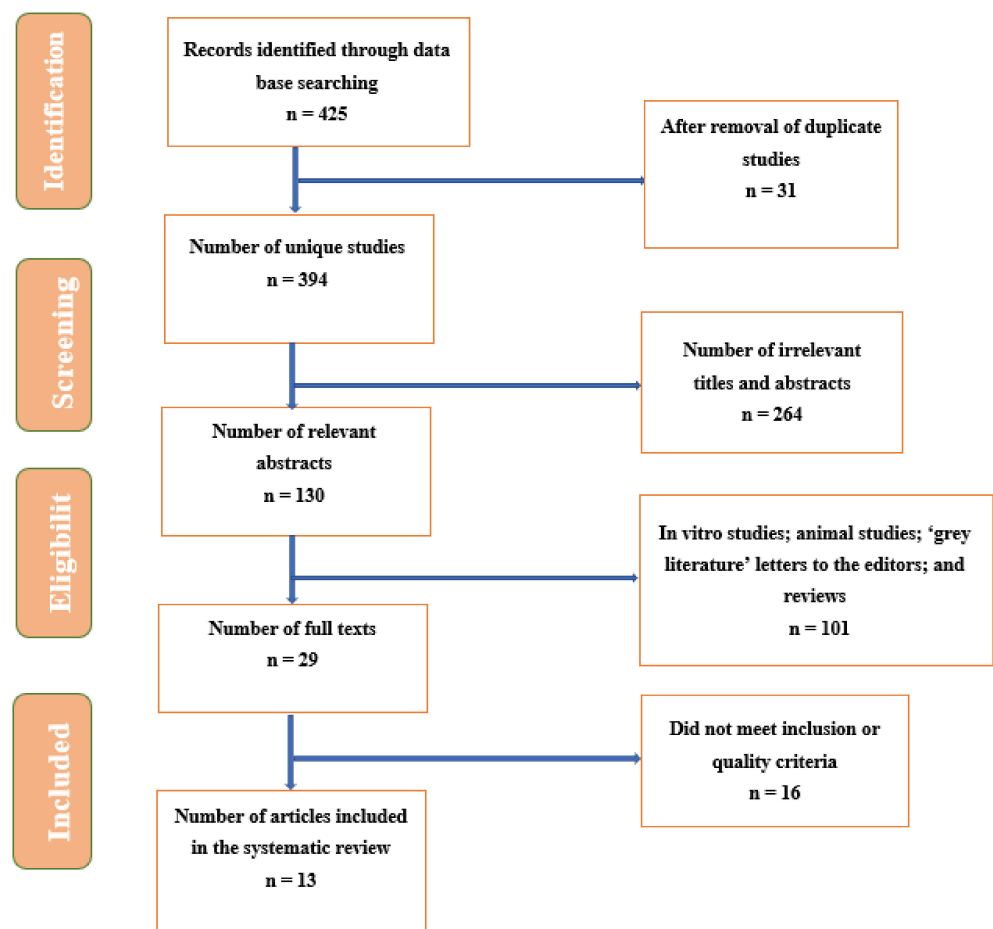 Identification
Records identified through data
base searching
n = 425
After removal of duplicate
studies
n = 31
Number of unique studies
n = 394
Screening
Number of irrelevant
titles and abstracts
n = 264
Number of relevant
abstracts
n = 130
Eligibilit
In vitro studies; animal studies; ‘grey
literature’ letters to the editors; and
reviews
n = 101
Number of full texts
n = 29
Included
Did not meet inclusion or
quality criteria
n = 16
Number of articles included
in the systematic review
n = 13